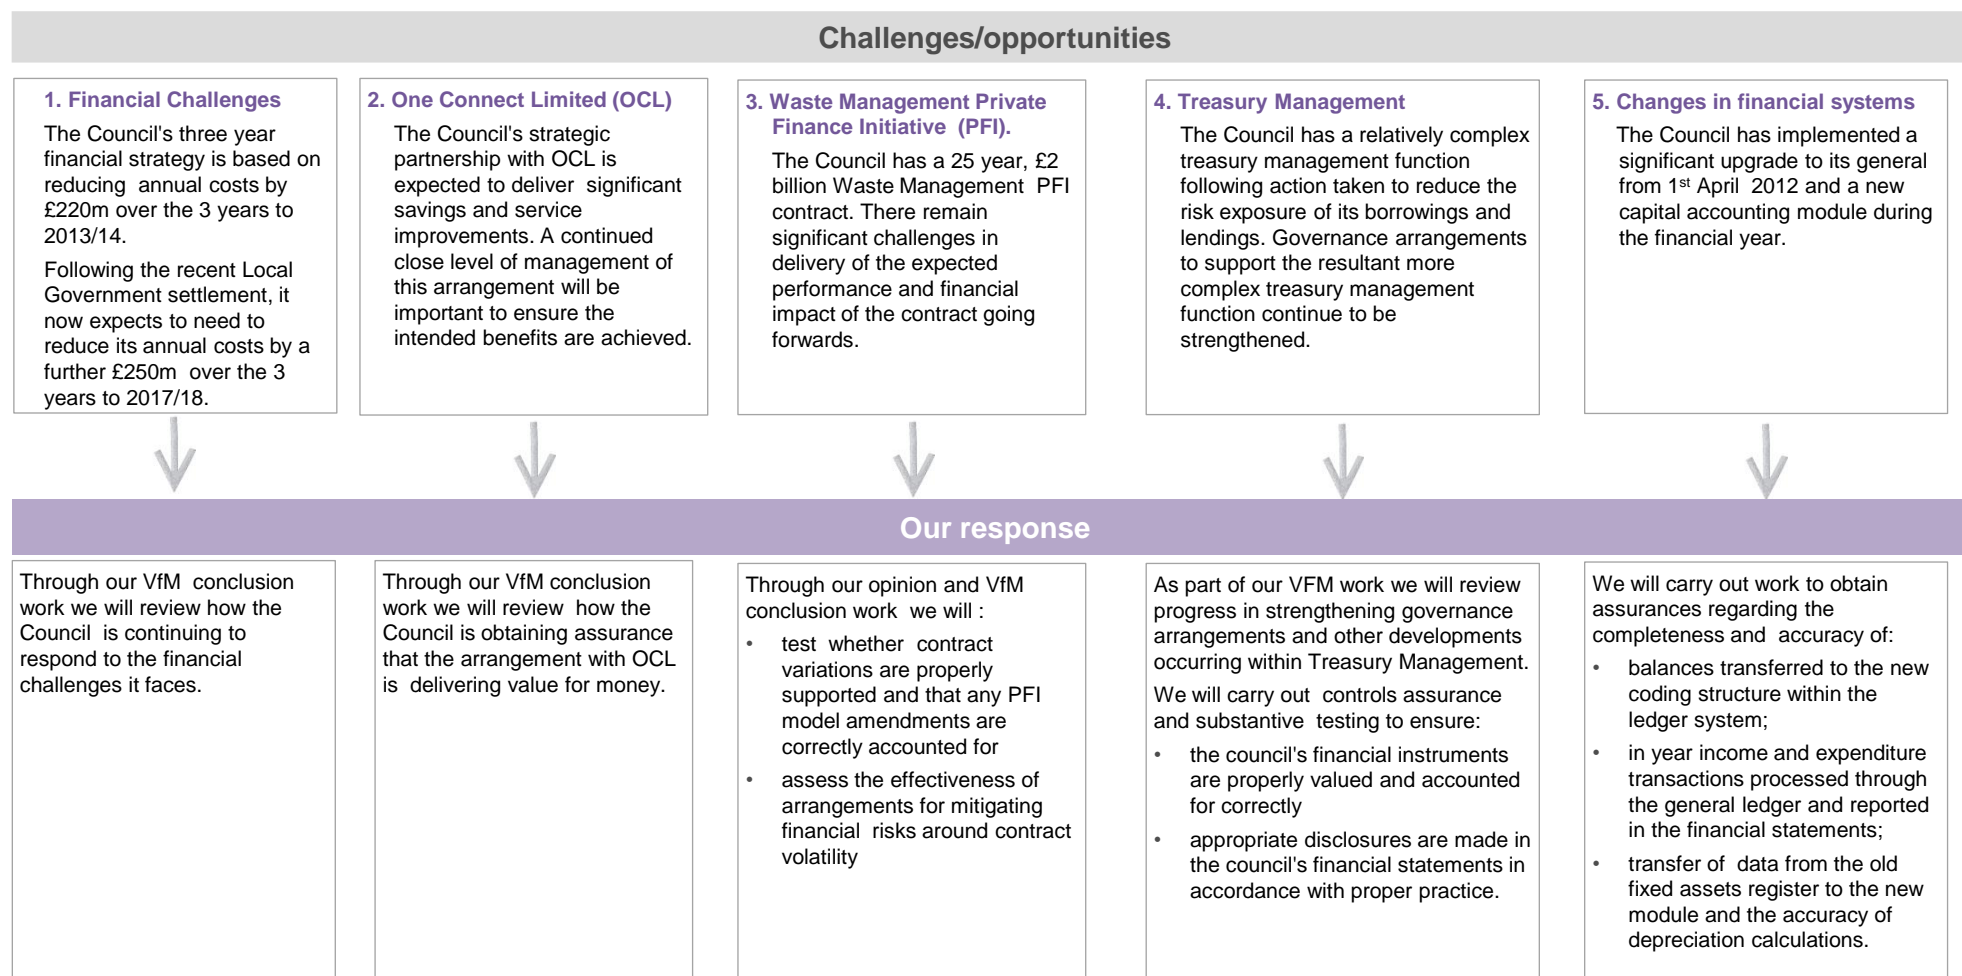 Challenges/opportunities
1. Financial Challenges
The Council's three year
financial strategy is based on
reducing annual costs by
£220m over the 3 years to
2013/14.
Following the recent Local
Government settlement, it
now expects to need to
reduce its annual costs by a
further £250m over the 3
years to 2017/18.
2. One Connect Limited (OCL)
The Council's strategic
partnership with OCL is
expected to deliver significant
savings and service
improvements. A continued
close level of management of
this arrangement will be
important to ensure the
intended benefits are achieved.
3. Waste Management Private
Finance Initiative (PFI).
The Council has a 25 year, £2
billion Waste Management PFI
contract. There remain
significant challenges in
delivery of the expected
performance and financial
impact of the contract going
forwards.
4. Treasury Management
The Council has a relatively complex
treasury management function
following action taken to reduce the
risk exposure of its borrowings and
lendings. Governance arrangements
to support the resultant more
complex treasury management
function continue to be
strengthened.
5. Changes in financial systems
The Council has implemented a
significant upgrade to its general
from 1st April 2012 and a new
capital accounting module during
the financial year.
Our response
Through our VfM conclusion
work we will review how the
Council is continuing to
respond to the financial
challenges it faces.
Through our VfM conclusion
work we will review how the
Council is obtaining assurance
that the arrangement with OCL
is delivering value for money.
Through our opinion and VfM
conclusion work we will :
• test whether contract
variations are properly
supported and that any PFI
model amendments are
correctly accounted for
• assess the effectiveness of
arrangements for mitigating
financial risks around contract
volatility
As part of our VFM work we will review
progress in strengthening governance
arrangements and other developments
occurring within Treasury Management.
We will carry out controls assurance
and substantive testing to ensure:
• the council's financial instruments
are properly valued and accounted
for correctly
• appropriate disclosures are made in
the council's financial statements in
accordance with proper practice.
We will carry out work to obtain
assurances regarding the
completeness and accuracy of:
• balances transferred to the new
coding structure within the
ledger system;
• in year income and expenditure
transactions processed through
the general ledger and reported
in the financial statements;
• transfer of data from the old
fixed assets register to the new
module and the accuracy of
depreciation calculations.